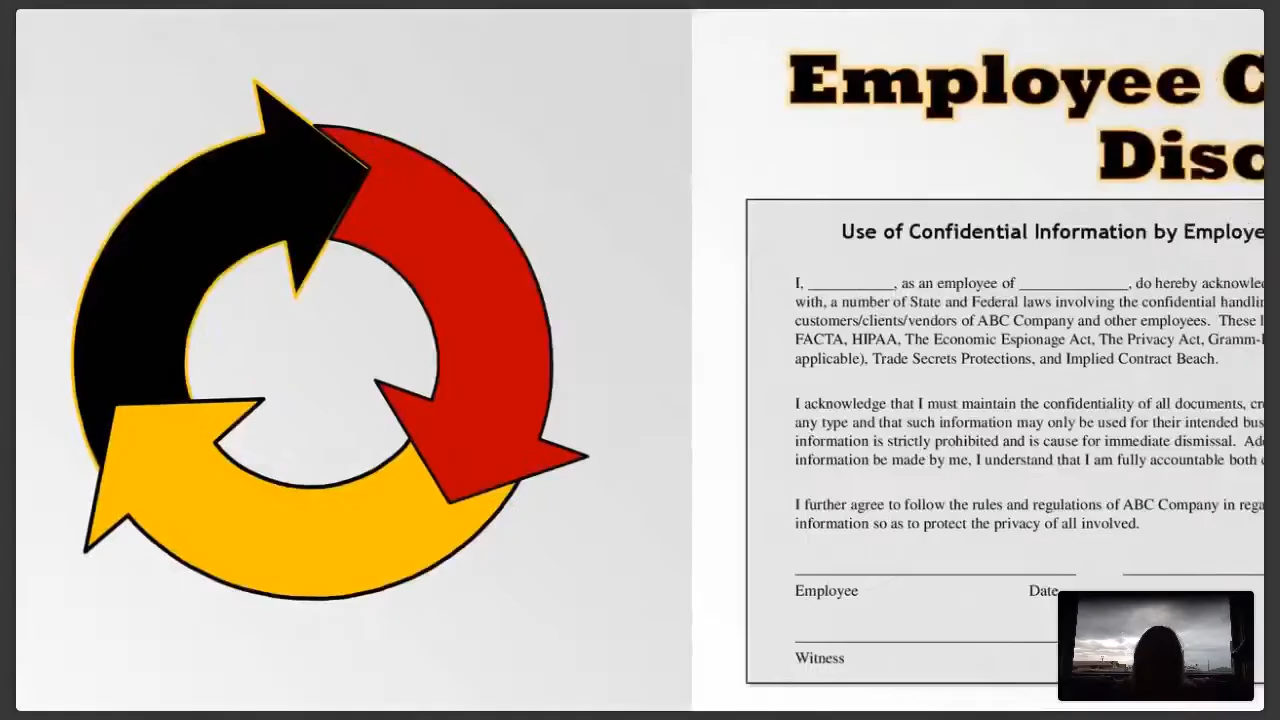 Employee
Disc
Use of Confidential Information by Employe
I, ____________, as an employee of _______________, do hereby acknowled
with, a number of State and Federal laws involving the confidential handlin
customers/clients/vendors of ABC Company and other employees. These l
FACTA, HIPAA, The Economic Espionage Act, The Privacy Act, Gramm-
applicable), Trade Secrets Protections, and Implied Contract Beach.
I acknowledge that I must maintain the confidentiality of all documents, cre
any type and that such information may only be used for their intended bus
information is strictly prohibited and is cause for immediate dismissal. Ad
information be made by me, I understand that I am fully accountable both
I further agree to follow the rules and regulations of ABC Company in rega
information so as to protect the privacy of all involved.
Employee Date
Witness